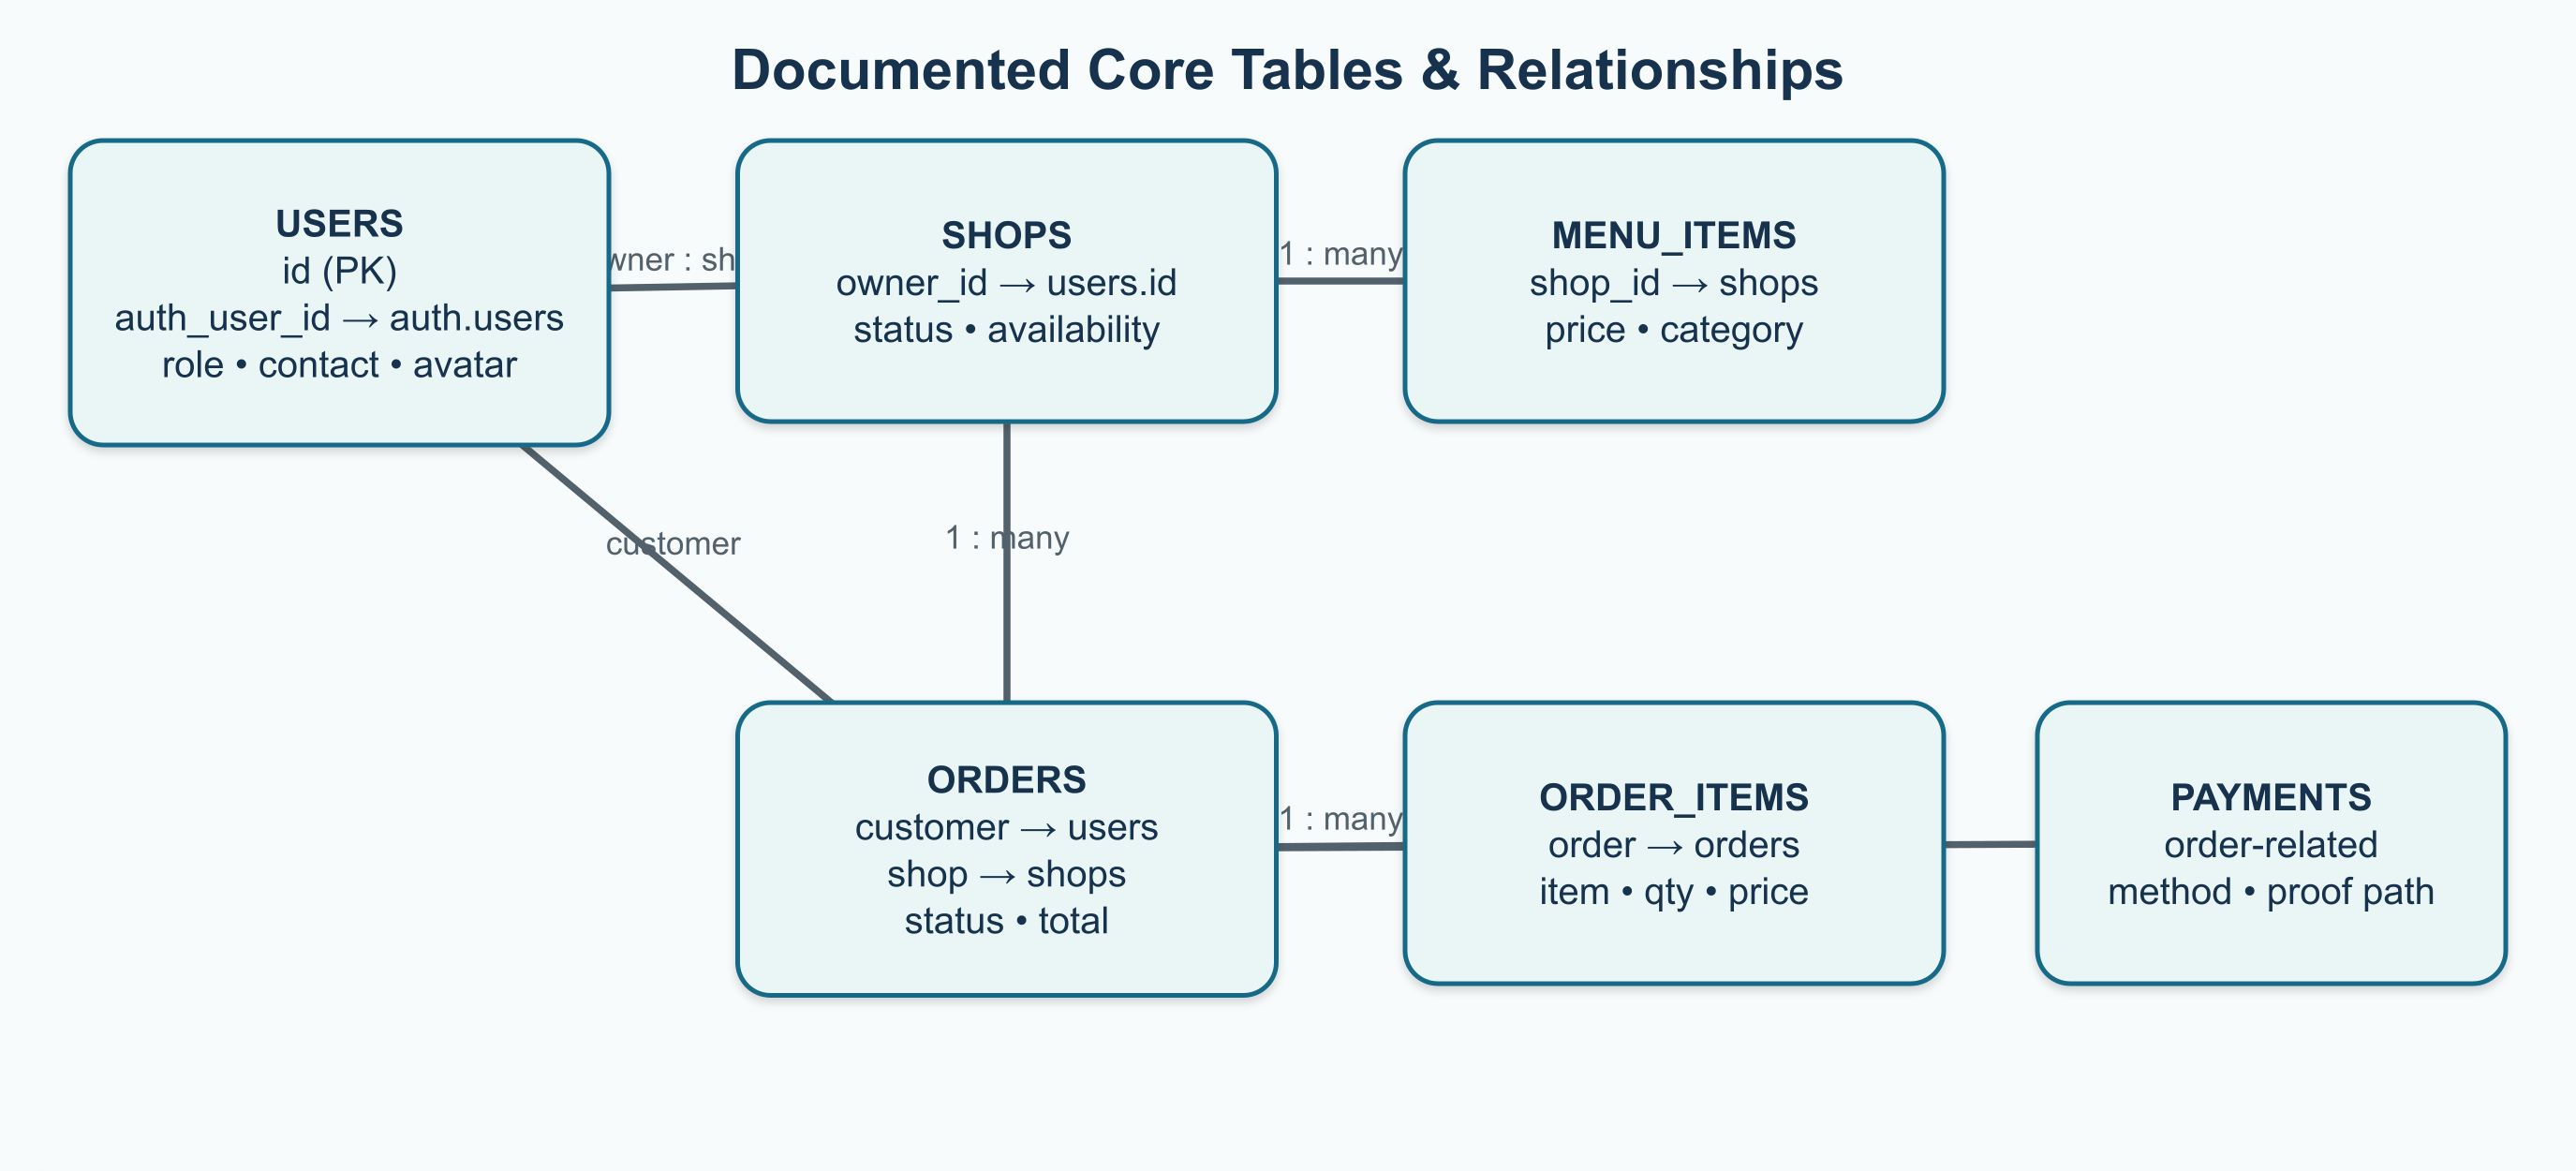 Documented Core Tables & Relationships
USERS
id (PK)
auth_user_id → auth.users
role • contact • avatar
wner : sh
SHOPS
owner_id → users.id
status • availability
1 : many
MENU_ITEMS
shop_id → shops
price • category
customer
1 : many
ORDERS
customer → users
shop → shops
status • total
1 : many
ORDER_ITEMS
order → orders
item • qty • price
PAYMENTS
order-related
method • proof path